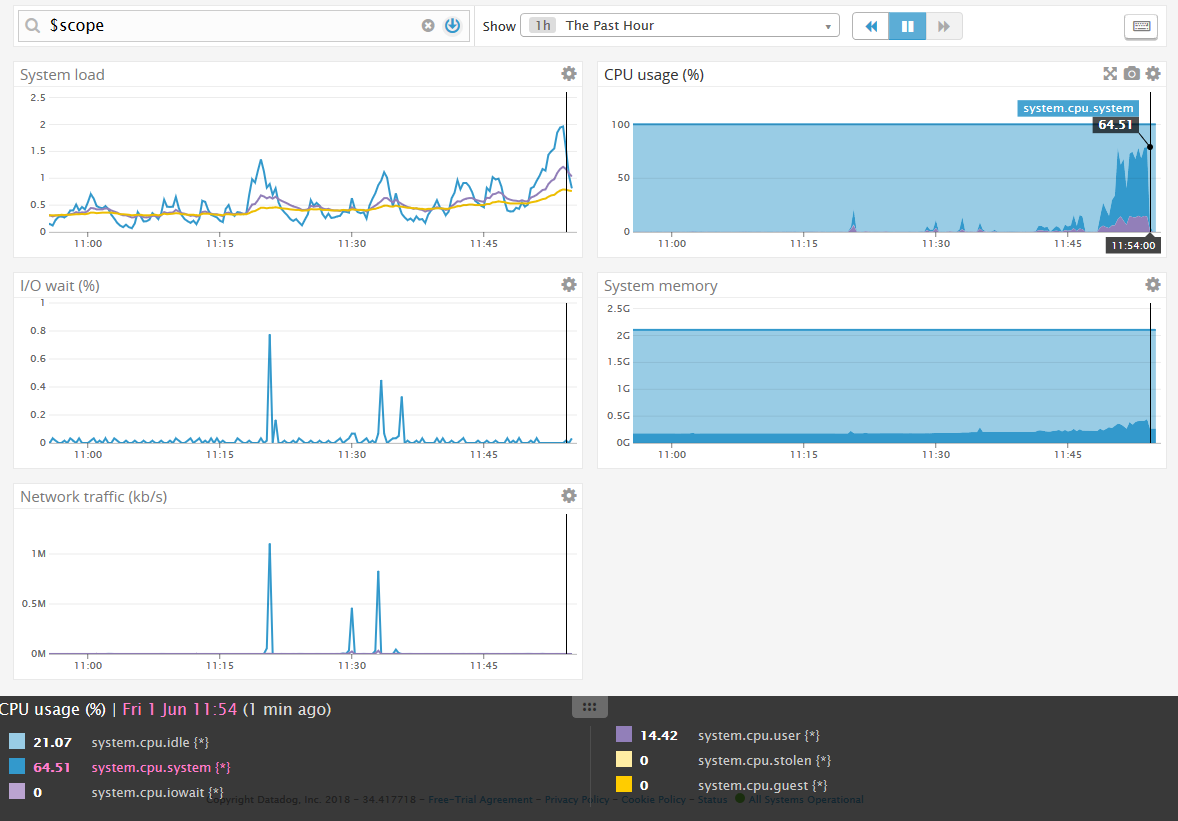 $scope Show 1h The Past Hour
System load
2.5
2
1.5
1
0.5
0
11:00 11:15 11:30 11:45
CPU usage (%)
system.cpu.system
64.51
100
50
0
11:00 11:15 11:30 11:45 11:54:00
I/O wait (%)
1
0.8
0.6
0.4
0.2
0
11:00 11:15 11:30 11:45
System memory
2.5G
2G
1.5G
1G
0.5G
0G
11:00 11:15 11:30 11:45
Network traffic (kb/s)
1M
0.5M
0M
11:00 11:15 11:30 11:45
CPU usage (%) | Fri 1 Jun 11:54 (1 min ago)
21.07 system.cpu.idle {*}
64.51 system.cpu.system {*}
0 system.cpu.iowait {*}
14.42 system.cpu.user {*}
0 system.cpu.stolen {*}
0 system.cpu.guest {*}
Copyright Datadog, Inc. 2018 - 34.417718 - Free-Trial Agreement - Privacy Policy - Cookie Policy - Status All Systems Operational